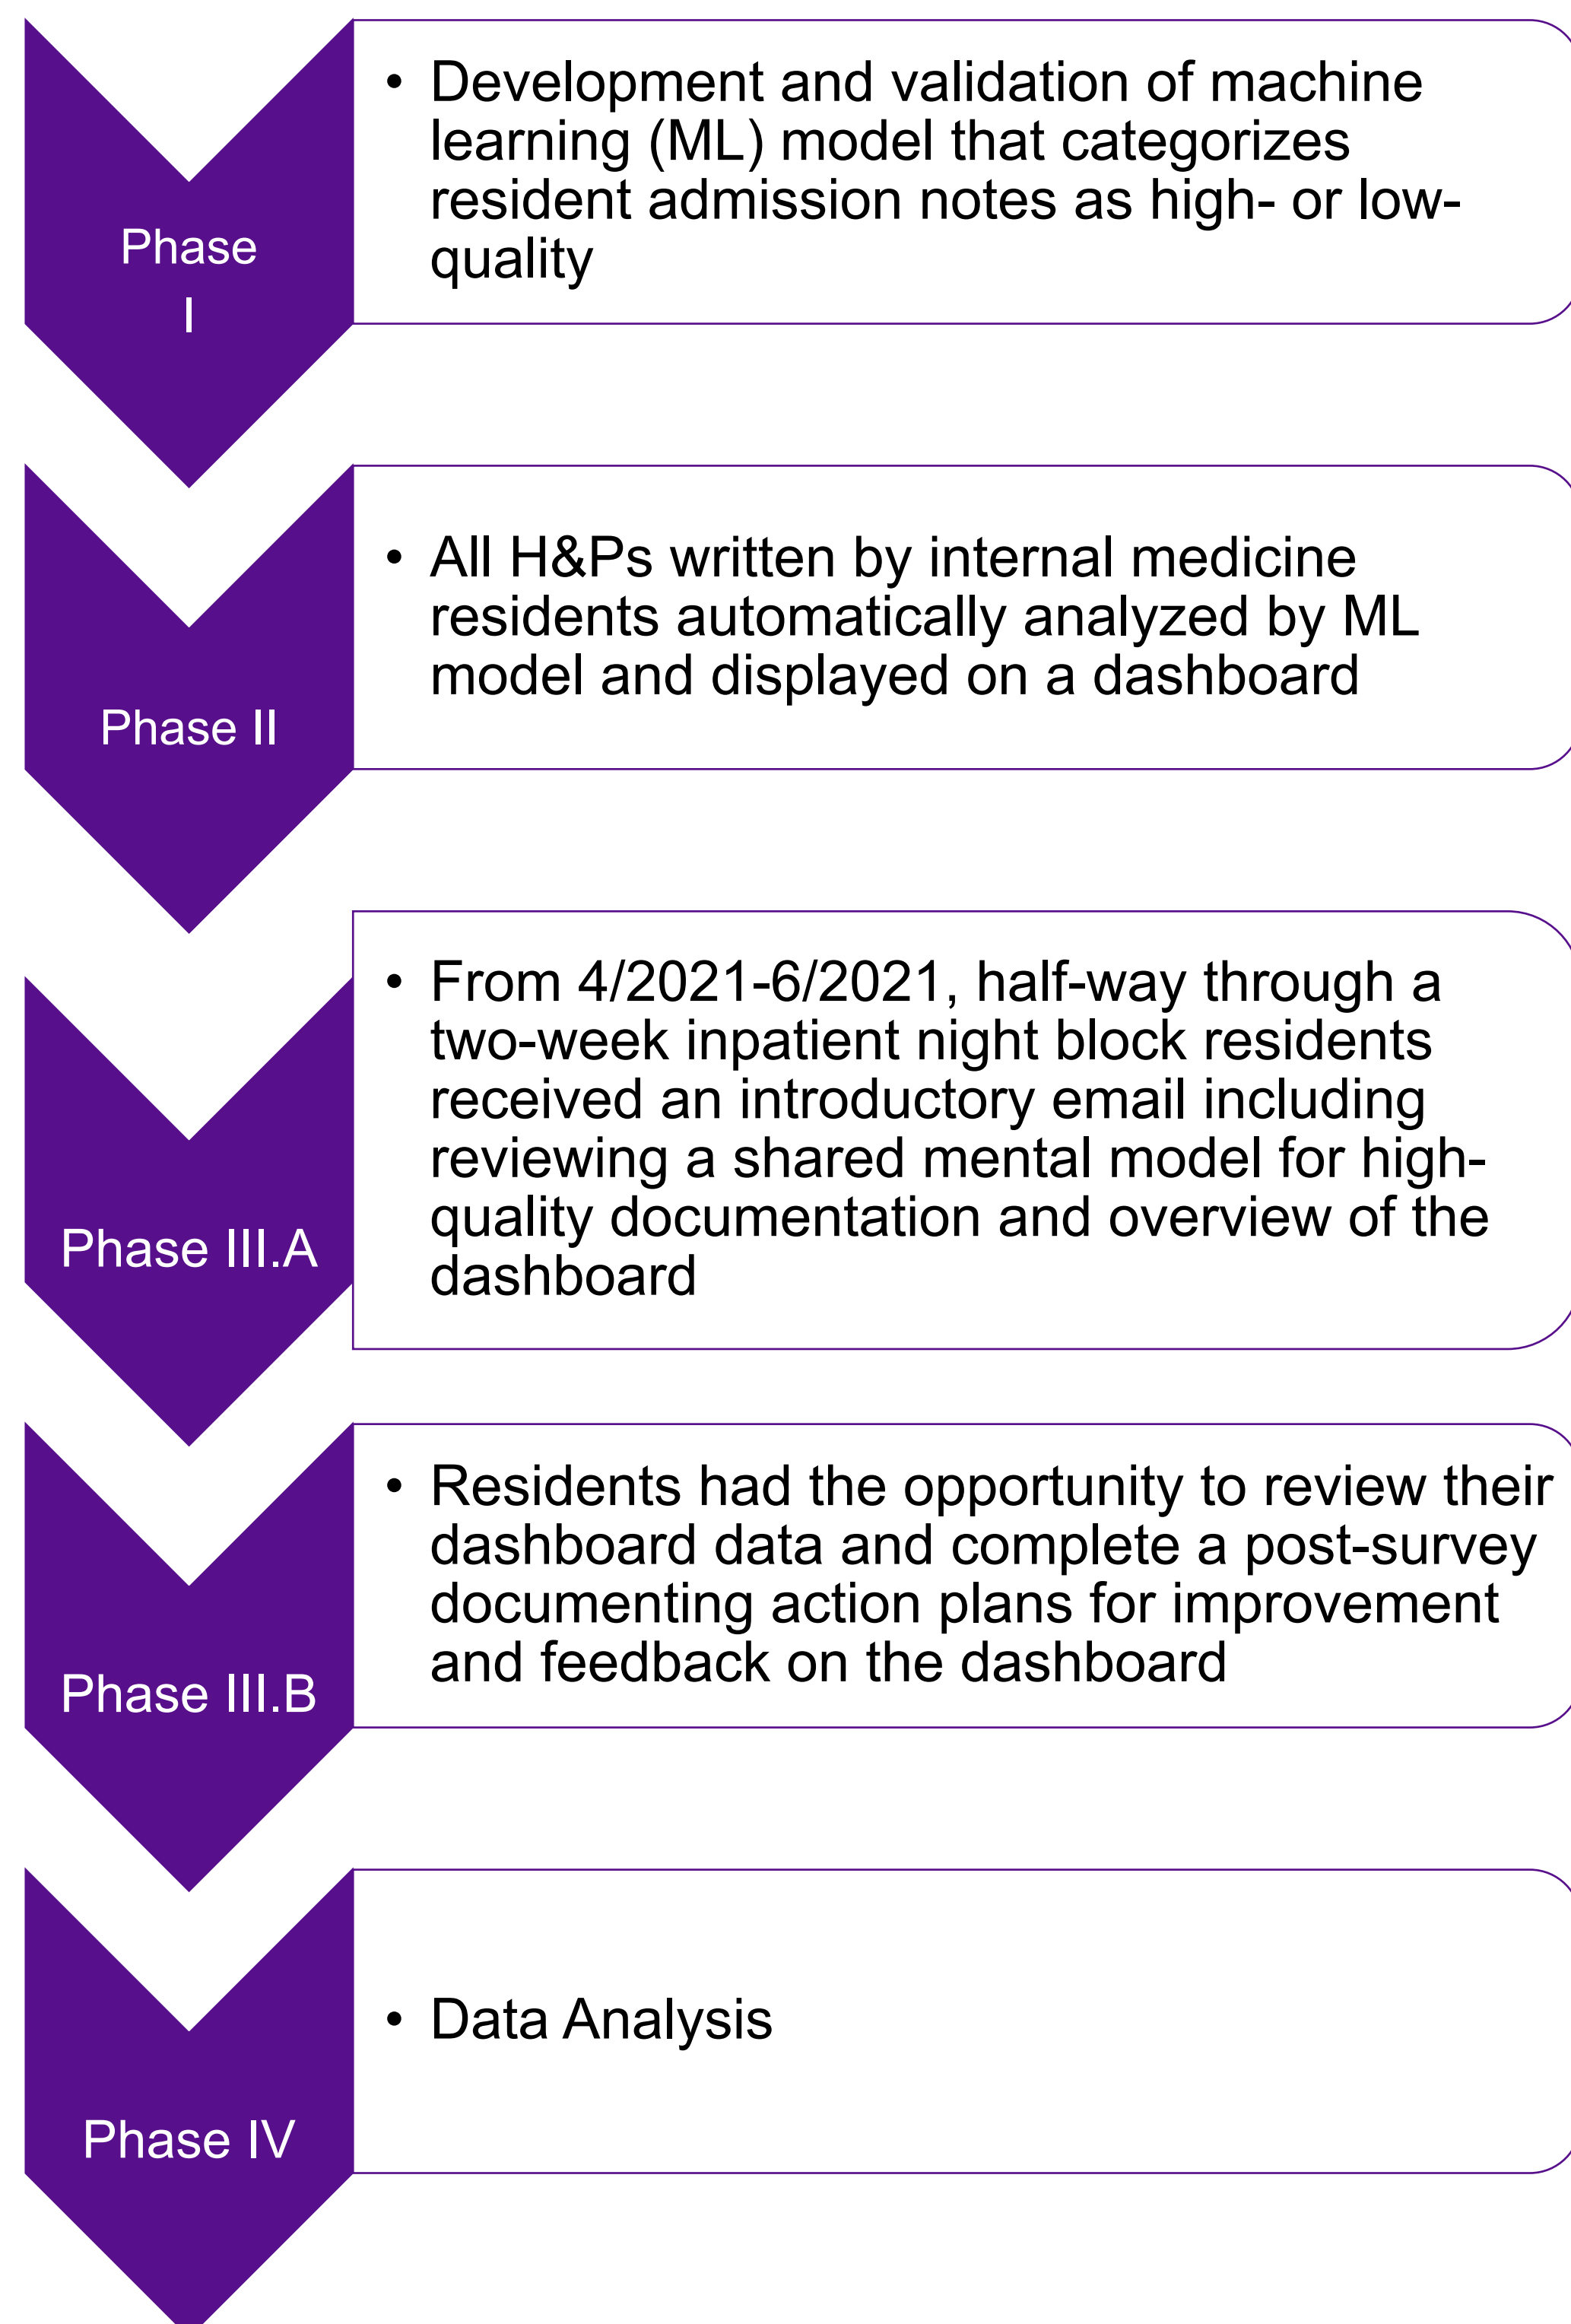 Phase
I
• Development and validation of machine
learning (ML) model that categorizes
resident admission notes as high- or low-
quality
Phase II
• All H&Ps written by internal medicine
residents automatically analyzed by ML
model and displayed on a dashboard
Phase III.A
• From 4/2021-6/2021, half-way through a
two-week inpatient night block residents
received an introductory email including
reviewing a shared mental model for high-
quality documentation and overview of the
dashboard
Phase III.B
• Residents had the opportunity to review their
dashboard data and complete a post-survey
documenting action plans for improvement
and feedback on the dashboard
Phase IV
• Data Analysis